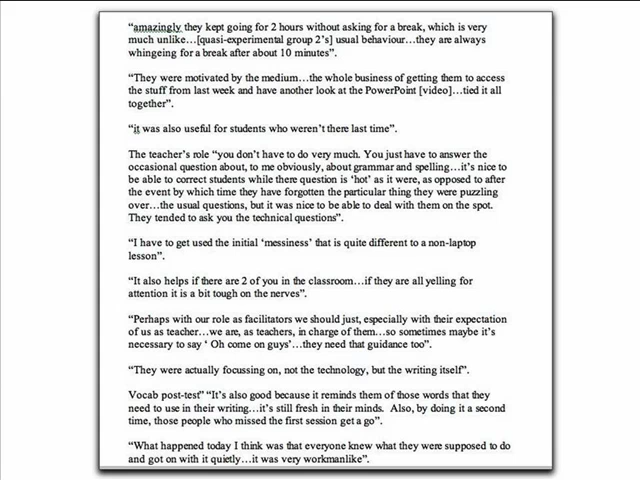 “amazingly they kept going for 2 hours without asking for a break, which is very
much unlike…[quasi-experimental group 2’s] usual behaviour…they are always
whingeing for a break after about 10 minutes”.
“They were motivated by the medium…the whole business of getting them to access
the stuff from last week and have another look at the PowerPoint [video]…tied it all
together”.
“it was also useful for students who weren’t there last time”.
The teacher’s role “you don’t have to do very much. You just have to answer the
occasional question about, to me obviously, about grammar and spelling…it’s nice to
be able to correct students while there question is ‘hot’ as it were, as opposed to after
the event by which time they have forgotten the particular thing they were puzzling
over…the usual questions, but it was nice to be able to deal with them on the spot.
They tended to ask you the technical questions”.
“I have to get used the initial ‘messiness’ that is quite different to a non-laptop
lesson”.
“It also helps if there are 2 of you in the classroom…if they are all yelling for
attention it is a bit tough on the nerves”.
“Perhaps with our role as facilitators we should just, especially with their expectation
of us as teacher…we are, as teachers, in charge of them…so sometimes maybe it’s
necessary to say ‘ Oh come on guys’…they need that guidance too”.
“They were actually focussing on, not the technology, but the writing itself”.
Vocab post-test” “It’s also good because it reminds them of those words that they
need to use in their writing…it’s still fresh in their minds.  Also, by doing it a second
time, those people who missed the first session get a go”.
“What happened today I think was that everyone knew what they were supposed to do
and got on with it quietly…it was very workmanlike”.